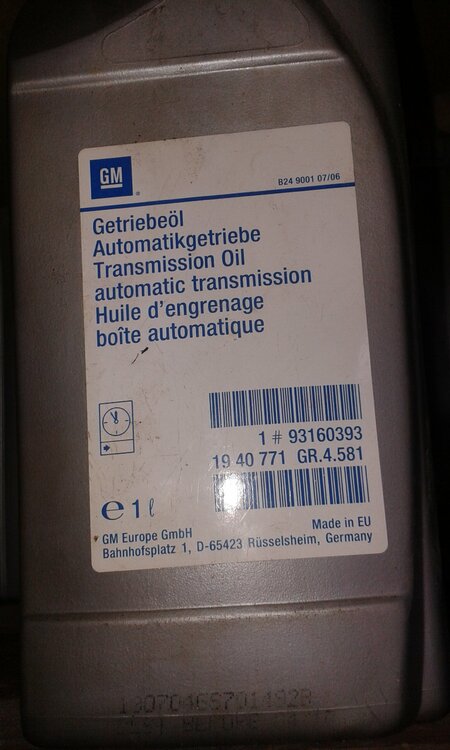 GM
B24 9001 07/06
Getriebeöl
Automatikgetriebe
Transmission Oil
automatic transmission
Huile d'engrenage
boîte automatique
1 # 93160393
19 40 771 GR.4.581
e 1 l
Made in EU
GM Europe GmbH
Bahnhofsplatz 1, D-65423 Rüsselsheim, Germany